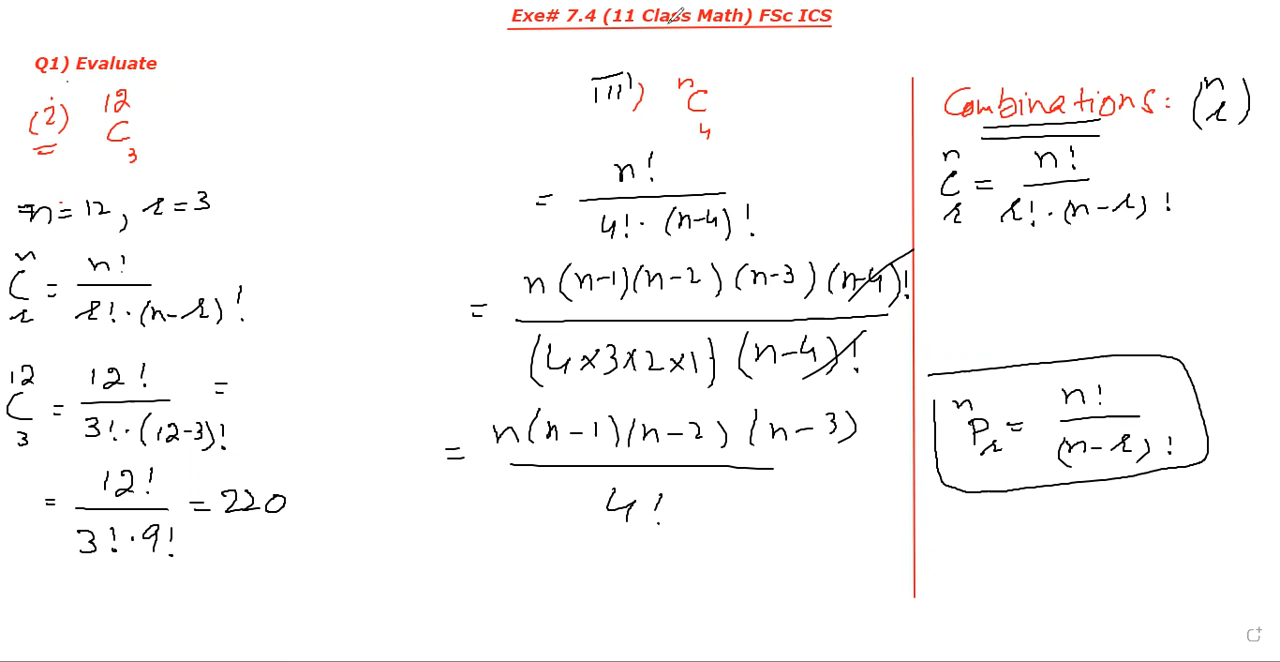 Exe# 7.4 (11 Class Math) FSc ICS
Q1) Evaluate
(i) ¹²C₃
n = 12, r = 3
ⁿCᵣ = n! / r! · (n-r)!
¹²C₃ = 12! / 3! · (12-3)! =
= 12! / 3! · 9! = 220
III) ⁿC₄
= n! / 4! · (n-4)!
= n(n-1)(n-2)(n-3)(n-4)! / (4×3×2×1)(n-4)!
= n(n-1)(n-2)(n-3) / 4!
Combinations: (n r)
ⁿCᵣ = n! / r! · (n-r)!
ⁿPᵣ = n! / (n-r)!